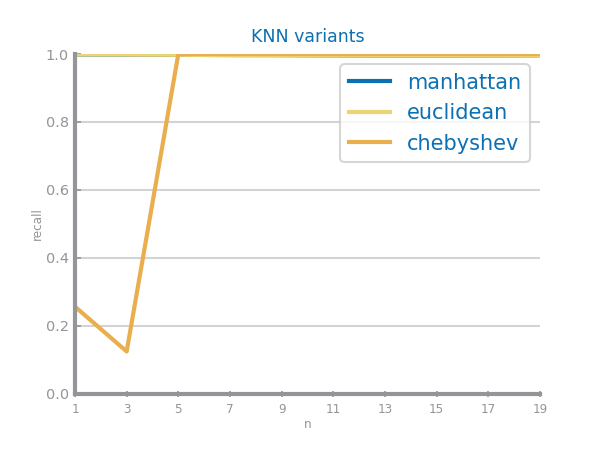 KNN variants
1.0
0.8
0.6
0.4
0.2
0.0
recall
manhattan
euclidean
chebyshev
1 3 5 7 9 11 13 15 17 19
n